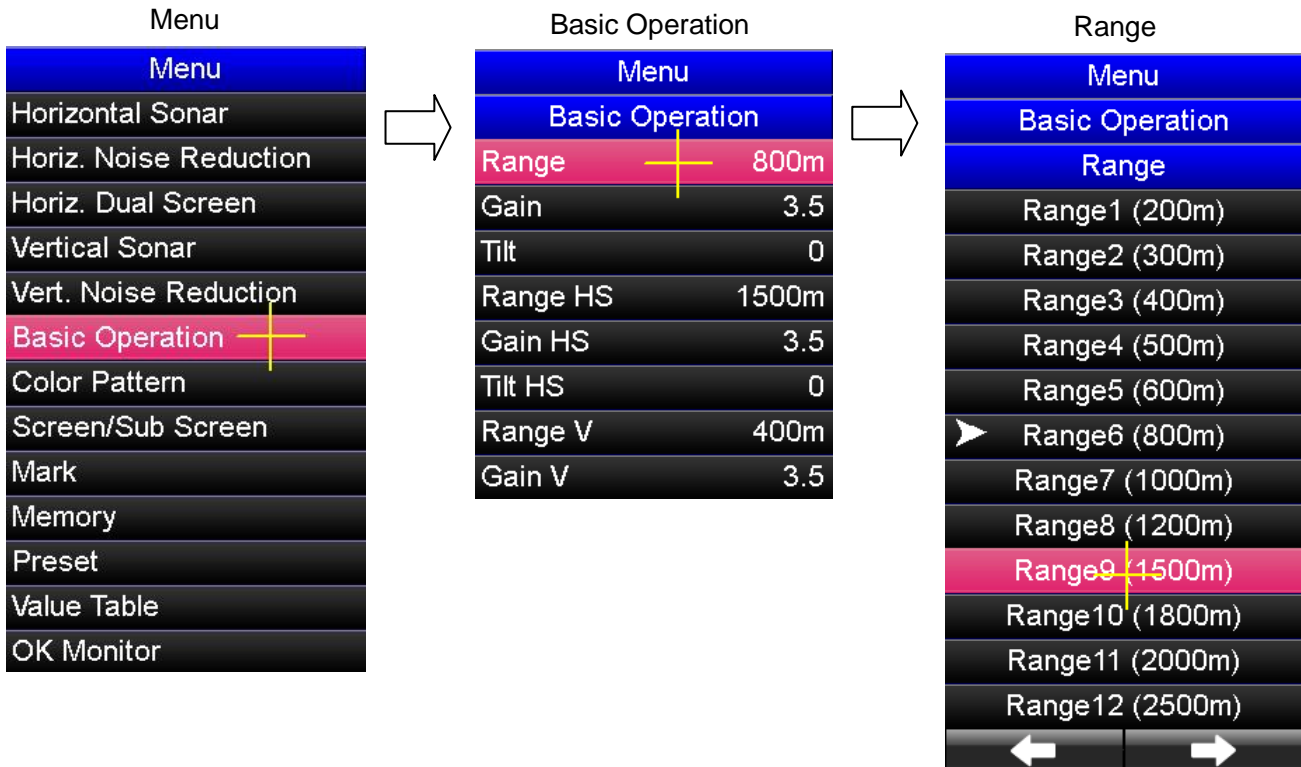 Menu
Menu
Horizontal Sonar
Horiz. Noise Reduction
Horiz. Dual Screen
Vertical Sonar
Vert. Noise Reduction
Basic Operation
Color Pattern
Screen/Sub Screen
Mark
Memory
Preset
Value Table
OK Monitor
Basic Operation
Menu
Basic Operation
Range 800m
Gain 3.5
Tilt 0
Range HS 1500m
Gain HS 3.5
Tilt HS 0
Range V 400m
Gain V 3.5
Range
Menu
Basic Operation
Range
Range1 (200m)
Range2 (300m)
Range3 (400m)
Range4 (500m)
Range5 (600m)
Range6 (800m)
Range7 (1000m)
Range8 (1200m)
Range9 (1500m)
Range10 (1800m)
Range11 (2000m)
Range12 (2500m)